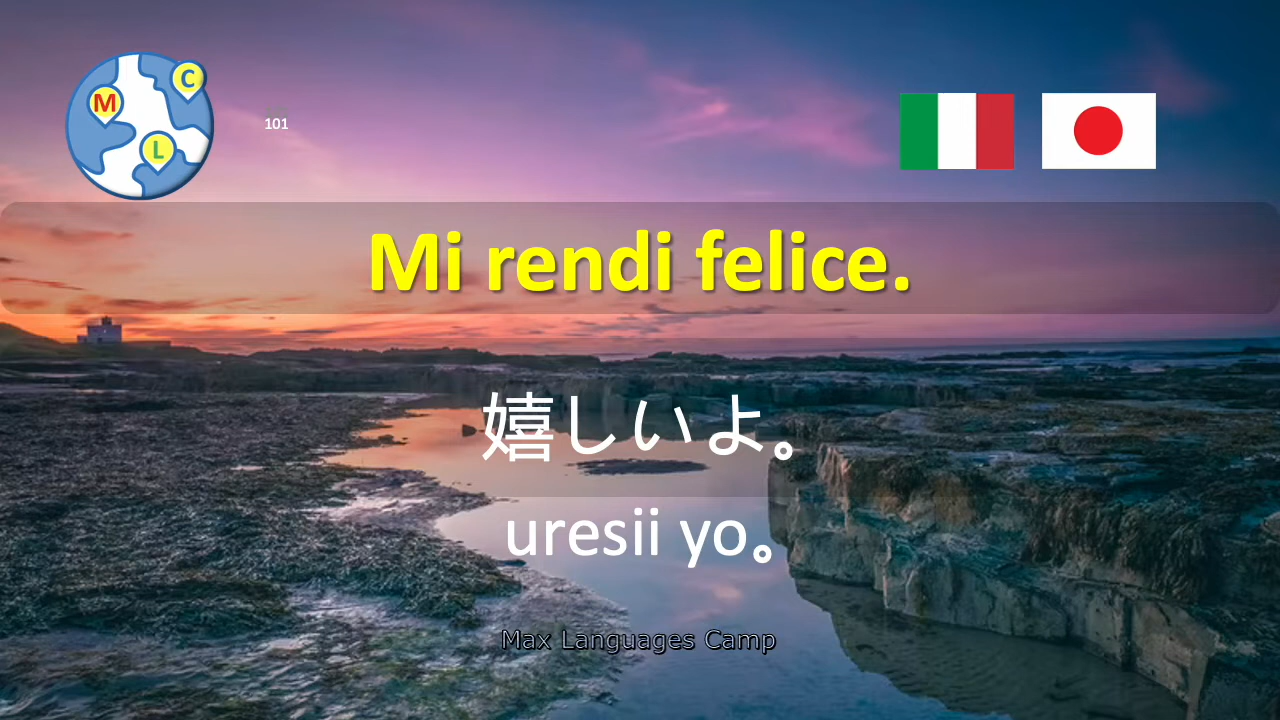 C
M
L
101
Mi rendi felice.
嬉しいよ。
uresii yo。
Max Languages Camp